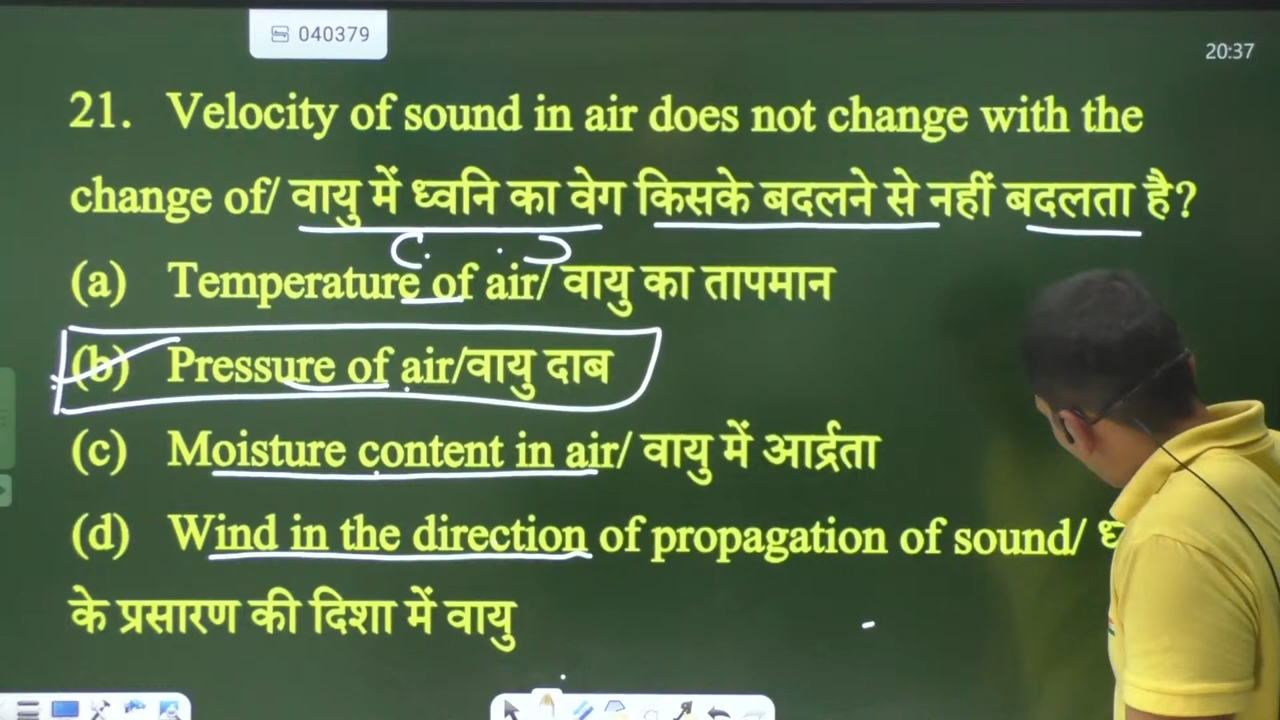 040379
20:37
21. Velocity of sound in air does not change with the
change of/ वायु में ध्वनि का वेग किसके बदलने से नहीं बदलता है?
(a) Temperature of air/ वायु का तापमान
(b) Pressure of air/वायु दाब
(c) Moisture content in air/ वायु में आर्द्रता
(d) Wind in the direction of propagation of sound/
के प्रसारण की दिशा में वायु